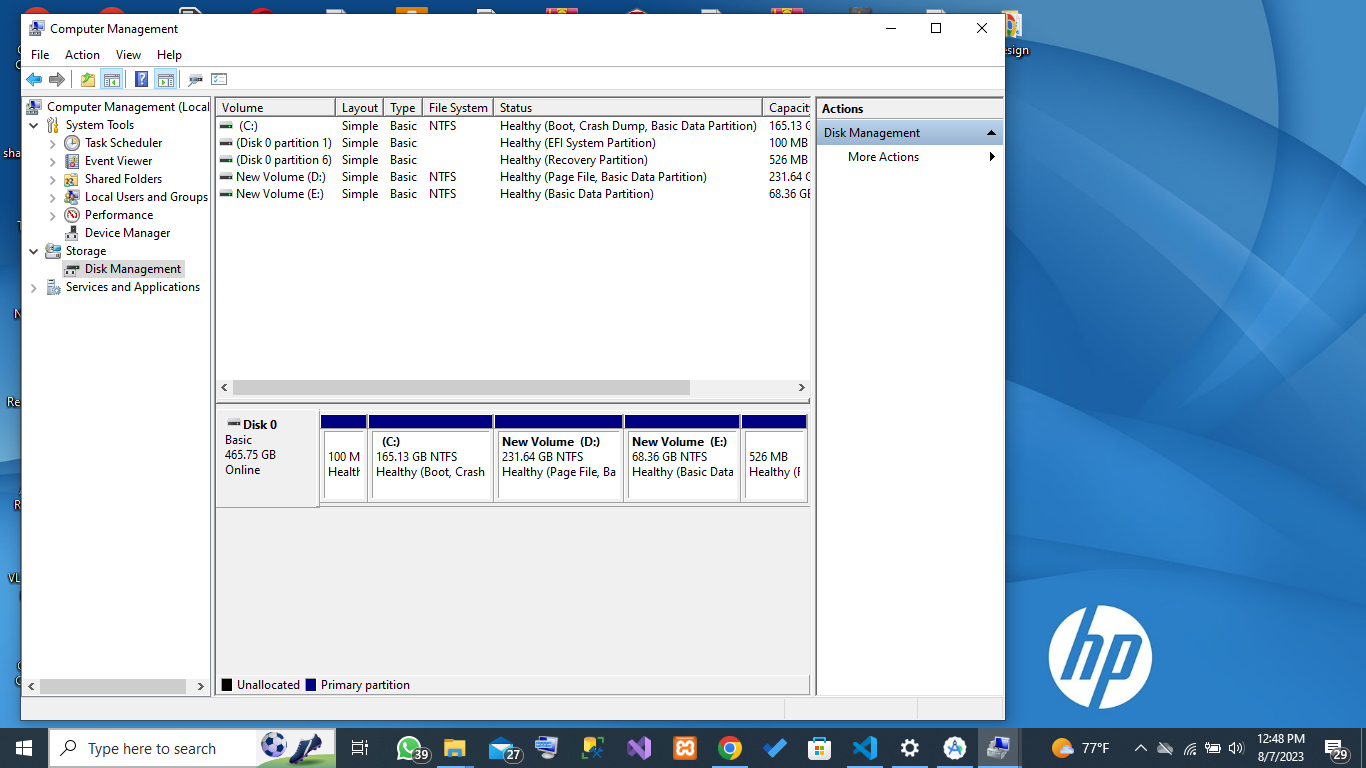 Computer Management
File Action View Help
Computer Management (Local
System Tools
Task Scheduler
Event Viewer
Shared Folders
Local Users and Groups
Performance
Device Manager
Storage
Disk Management
Services and Applications
Volume Layout Type File System Status Capacit
(C:) Simple Basic NTFS Healthy (Boot, Crash Dump, Basic Data Partition) 165.13 G
(Disk 0 partition 1) Simple Basic Healthy (EFI System Partition) 100 MB
(Disk 0 partition 6) Simple Basic Healthy (Recovery Partition) 526 MB
New Volume (D:) Simple Basic NTFS Healthy (Page File, Basic Data Partition) 231.64 G
New Volume (E:) Simple Basic NTFS Healthy (Basic Data Partition) 68.36 GB
Disk 0
Basic
465.75 GB
Online
100 M
Health
(C:)
165.13 GB NTFS
Healthy (Boot, Crash
New Volume (D:)
231.64 GB NTFS
Healthy (Page File, Ba
New Volume (E:)
68.36 GB NTFS
Healthy (Basic Data
526 MB
Healthy (F
Unallocated Primary partition
Actions
Disk Management
More Actions
esign
sha
Re
R
VL
hp
Type here to search
39
27
77°F
12:48 PM
8/7/2023
29